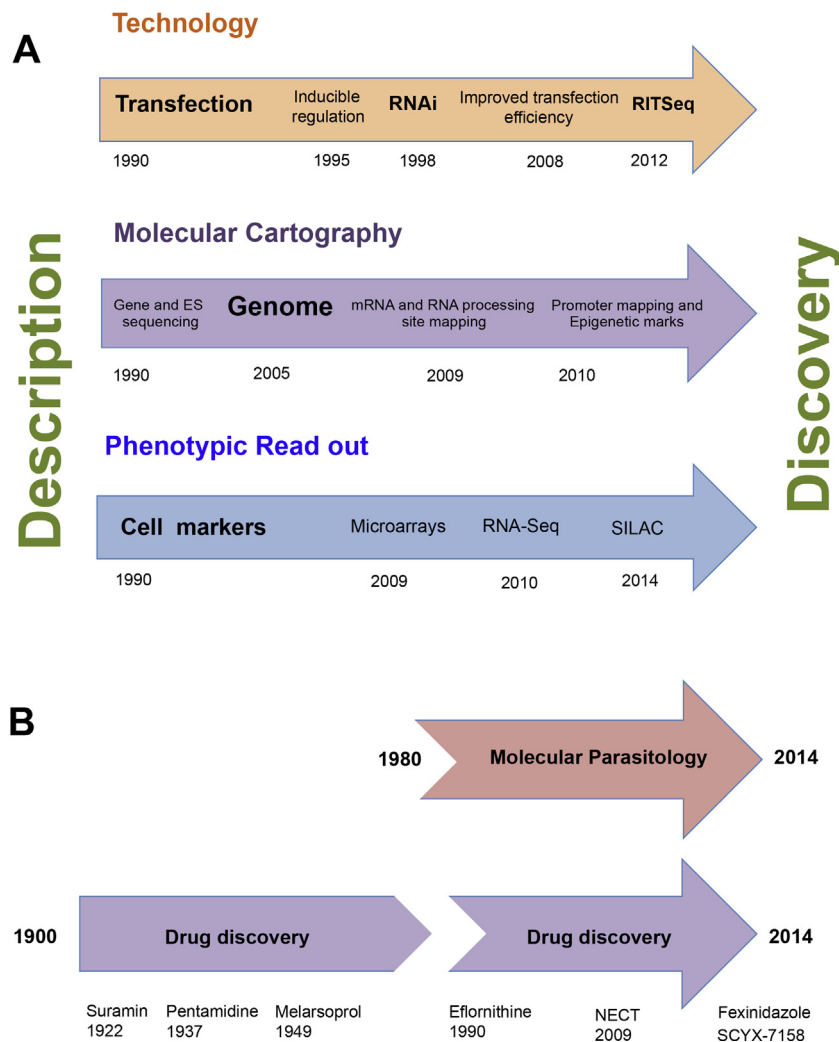 Technology
A
Transfection
Inducible
regulation
RNAi
Improved transfection
efficiency
RITSeq
1990
1995
1998
2008
2012
Description
Discovery
Molecular Cartography
Gene and ES
sequencing
Genome
mRNA and RNA processing
site mapping
Promoter mapping and
Epigenetic marks
1990
2005
2009
2010
Phenotypic Read out
Cell markers
Microarrays
RNA-Seq
SILAC
1990
2009
2010
2014
B
1980
Molecular Parasitology
2014
1900
Drug discovery
Drug discovery
2014
Suramin
1922
Pentamidine
1937
Melarsoprol
1949
Eflornithine
1990
NECT
2009
Fexinidazole
SCYX-7158